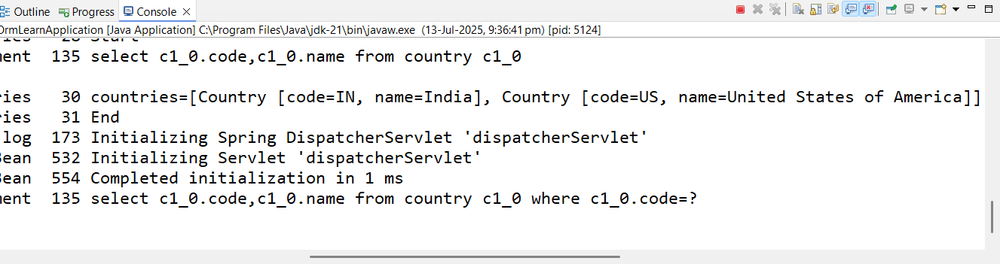 Outline Progress Console
OrmLearnApplication [Java Application] C:\Program Files\Java\jdk-21\bin\javaw.exe (13-Jul-2025, 9:36:41 pm) [pid: 5124]
ment 135 select c1_0.code,c1_0.name from country c1_0
ries 30 countries=[Country [code=IN, name=India], Country [code=US, name=United States of America]]
ries 31 End
log 173 Initializing Spring DispatcherServlet 'dispatcherServlet'
Bean 532 Initializing Servlet 'dispatcherServlet'
Bean 554 Completed initialization in 1 ms
ment 135 select c1_0.code,c1_0.name from country c1_0 where c1_0.code=?